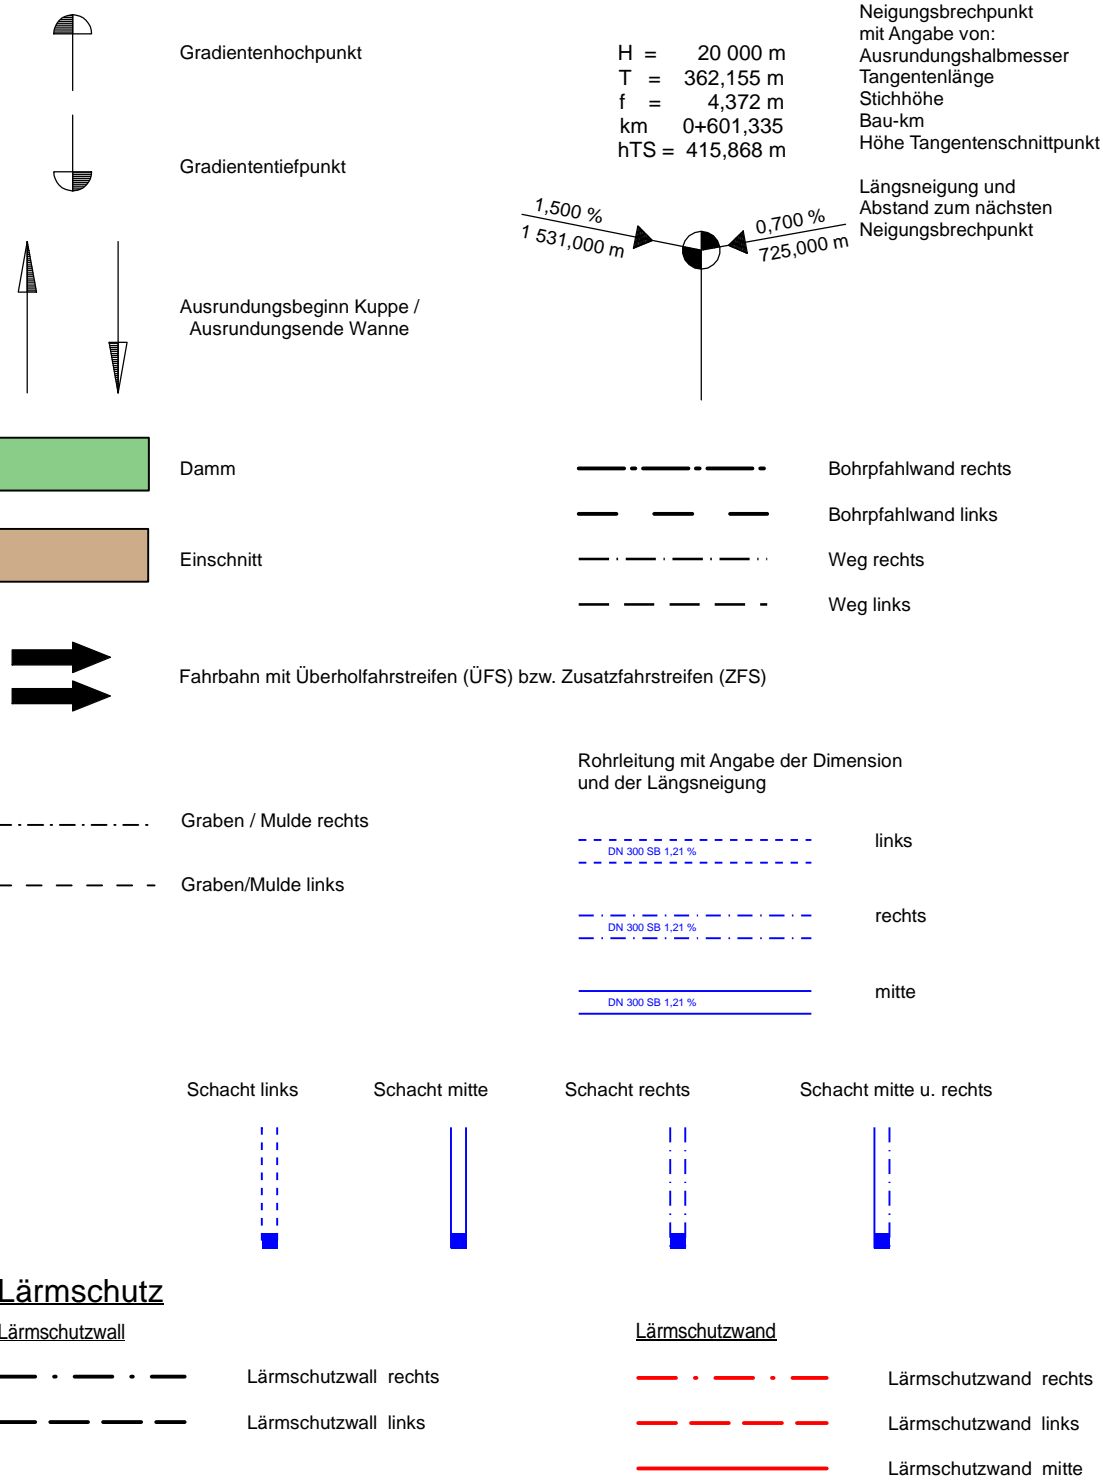 Gradientenhochpunkt
Gradiententiefpunkt
Ausrundungsbeginn Kuppe /
Ausrundungsende Wanne
H = 20 000 m
T = 362,155 m
f = 4,372 m
km 0+601,335
hTS = 415,868 m
Neigungsbrechpunkt
mit Angabe von:
Ausrundungshalbmesser
Tangentenlänge
Stichhöhe
Bau-km
Höhe Tangentenschnittpunkt
Längsneigung und
Abstand zum nächsten
Neigungsbrechpunkt
1,500 %
1 531,000 m
0,700 %
725,000 m
Damm
Einschnitt
Bohrpfahlwand rechts
Bohrpfahlwand links
Weg rechts
Weg links
Fahrbahn mit Überholfahrstreifen (ÜFS) bzw. Zusatzfahrstreifen (ZFS)
Graben / Mulde rechts
Graben/Mulde links
Rohrleitung mit Angabe der Dimension
und der Längsneigung
DN 300 SB 1,21 %
links
DN 300 SB 1,21 %
rechts
DN 300 SB 1,21 %
mitte
Schacht links
Schacht mitte
Schacht rechts
Schacht mitte u. rechts
Lärmschutz
Lärmschutzwall
Lärmschutzwall rechts
Lärmschutzwall links
Lärmschutzwand
Lärmschutzwand rechts
Lärmschutzwand links
Lärmschutzwand mitte